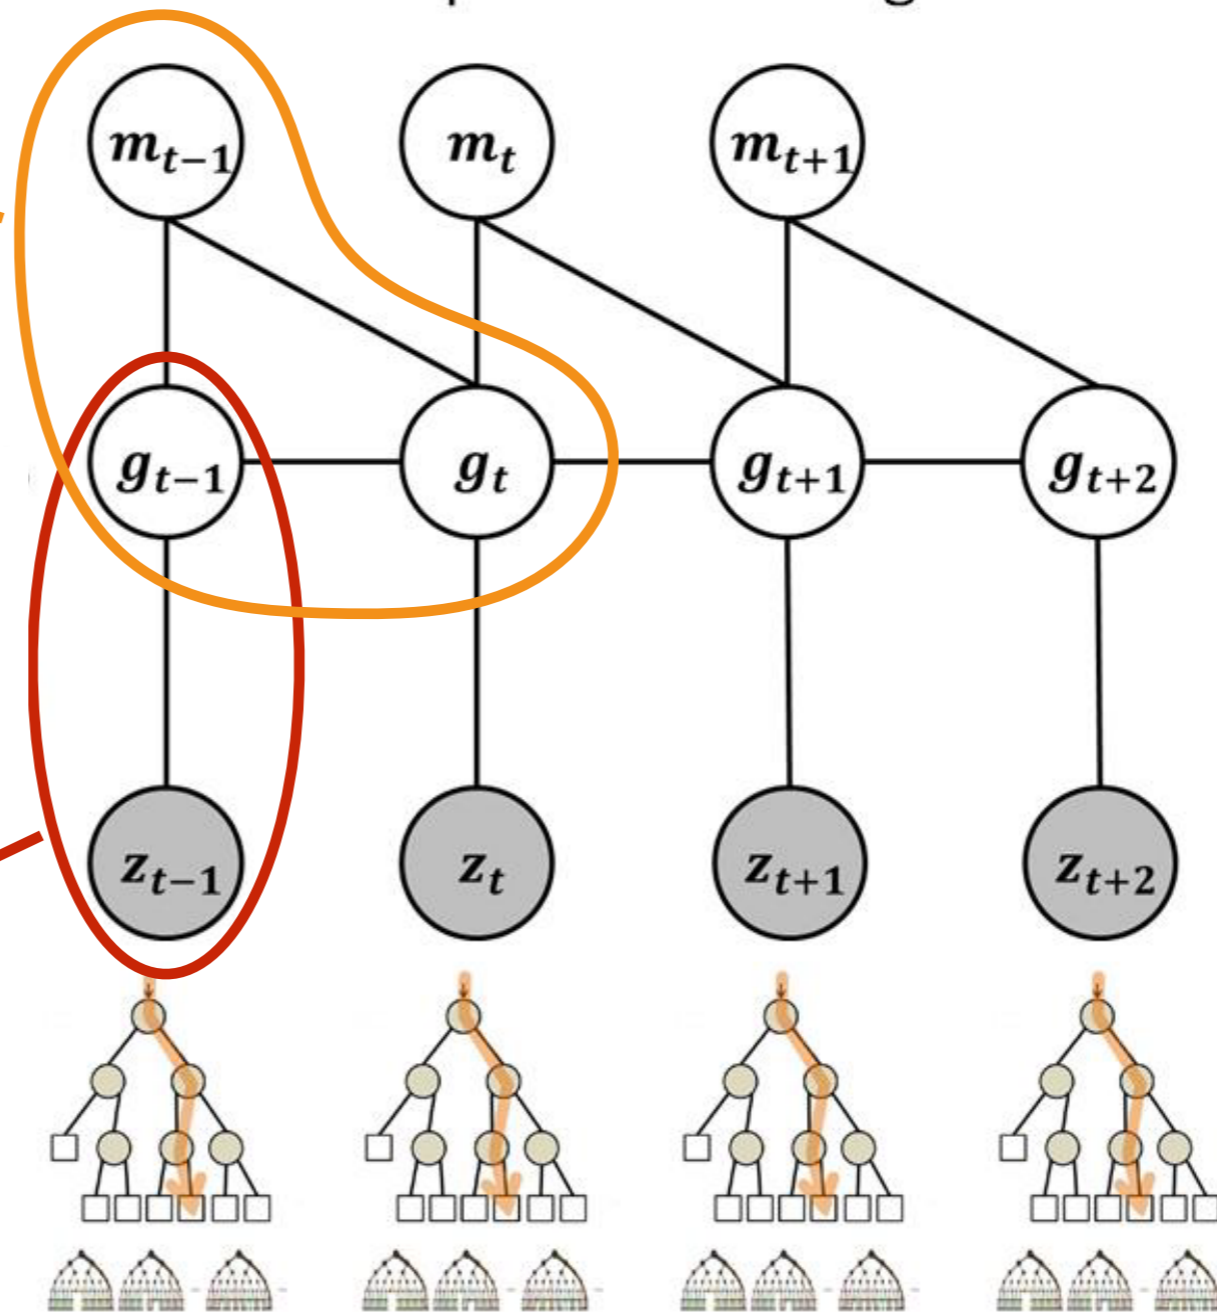 m_{t−1} m_t m_{t+1}
g_{t−1} g_t g_{t+1} g_{t+2}
z_{t−1} z_t z_{t+1} z_{t+2}